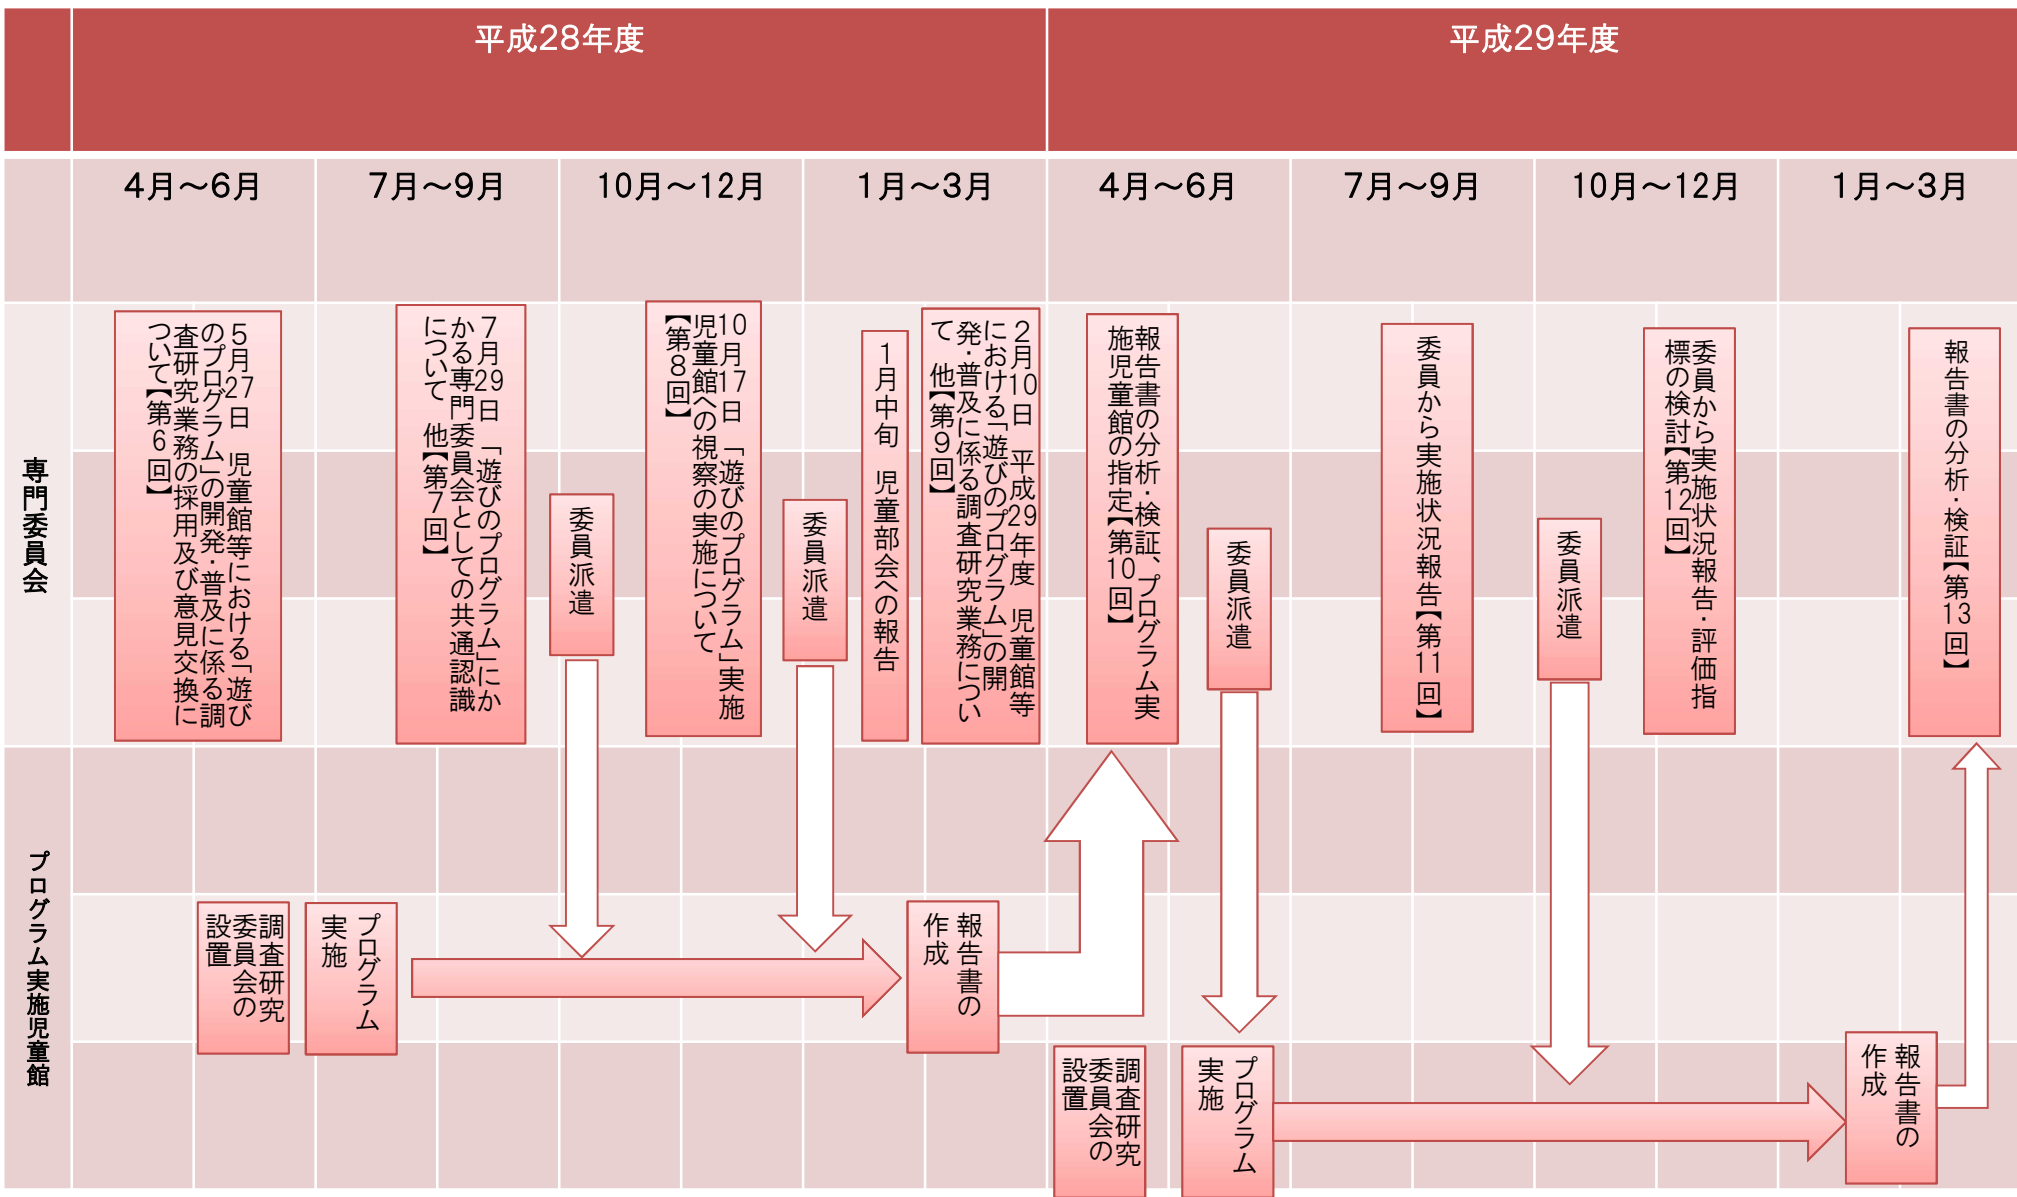 平成28年度
平成29年度
4月～6月
7月～9月
10月～12月
1月～3月
4月～6月
7月～9月
10月～12月
1月～3月
専門委員会
５月27日　児童館等における「遊び
のプログラム」の開発・普及に係る調
査研究業務の採用及び意見交換に
ついて【第６回】
７月29日　「遊びのプログラム」にか
かる専門委員会としての共通認識
について　他【第７回】
委員派遣
10月17日　「遊びのプログラム」実施
児童館への視察の実施について
【第８回】
委員派遣
１月中旬　児童部会への報告
２月10日　平成29年度　児童館等
における「遊びのプログラム」の開
発・普及に係る調査研究業務につい
て　他【第９回】
報告書の分析・検証、プログラム実
施児童館の指定【第10回】
委員派遣
委員から実施状況報告【第11回】
委員派遣
委員から実施状況報告・評価指
標の検討【第12回】
報告書の分析・検証【第13回】
プログラム実施児童館
調査研究
委員会の
設置
プログラム
実施
報告書の
作成
調査研究
委員会の
設置
プログラム
実施
報告書の
作成